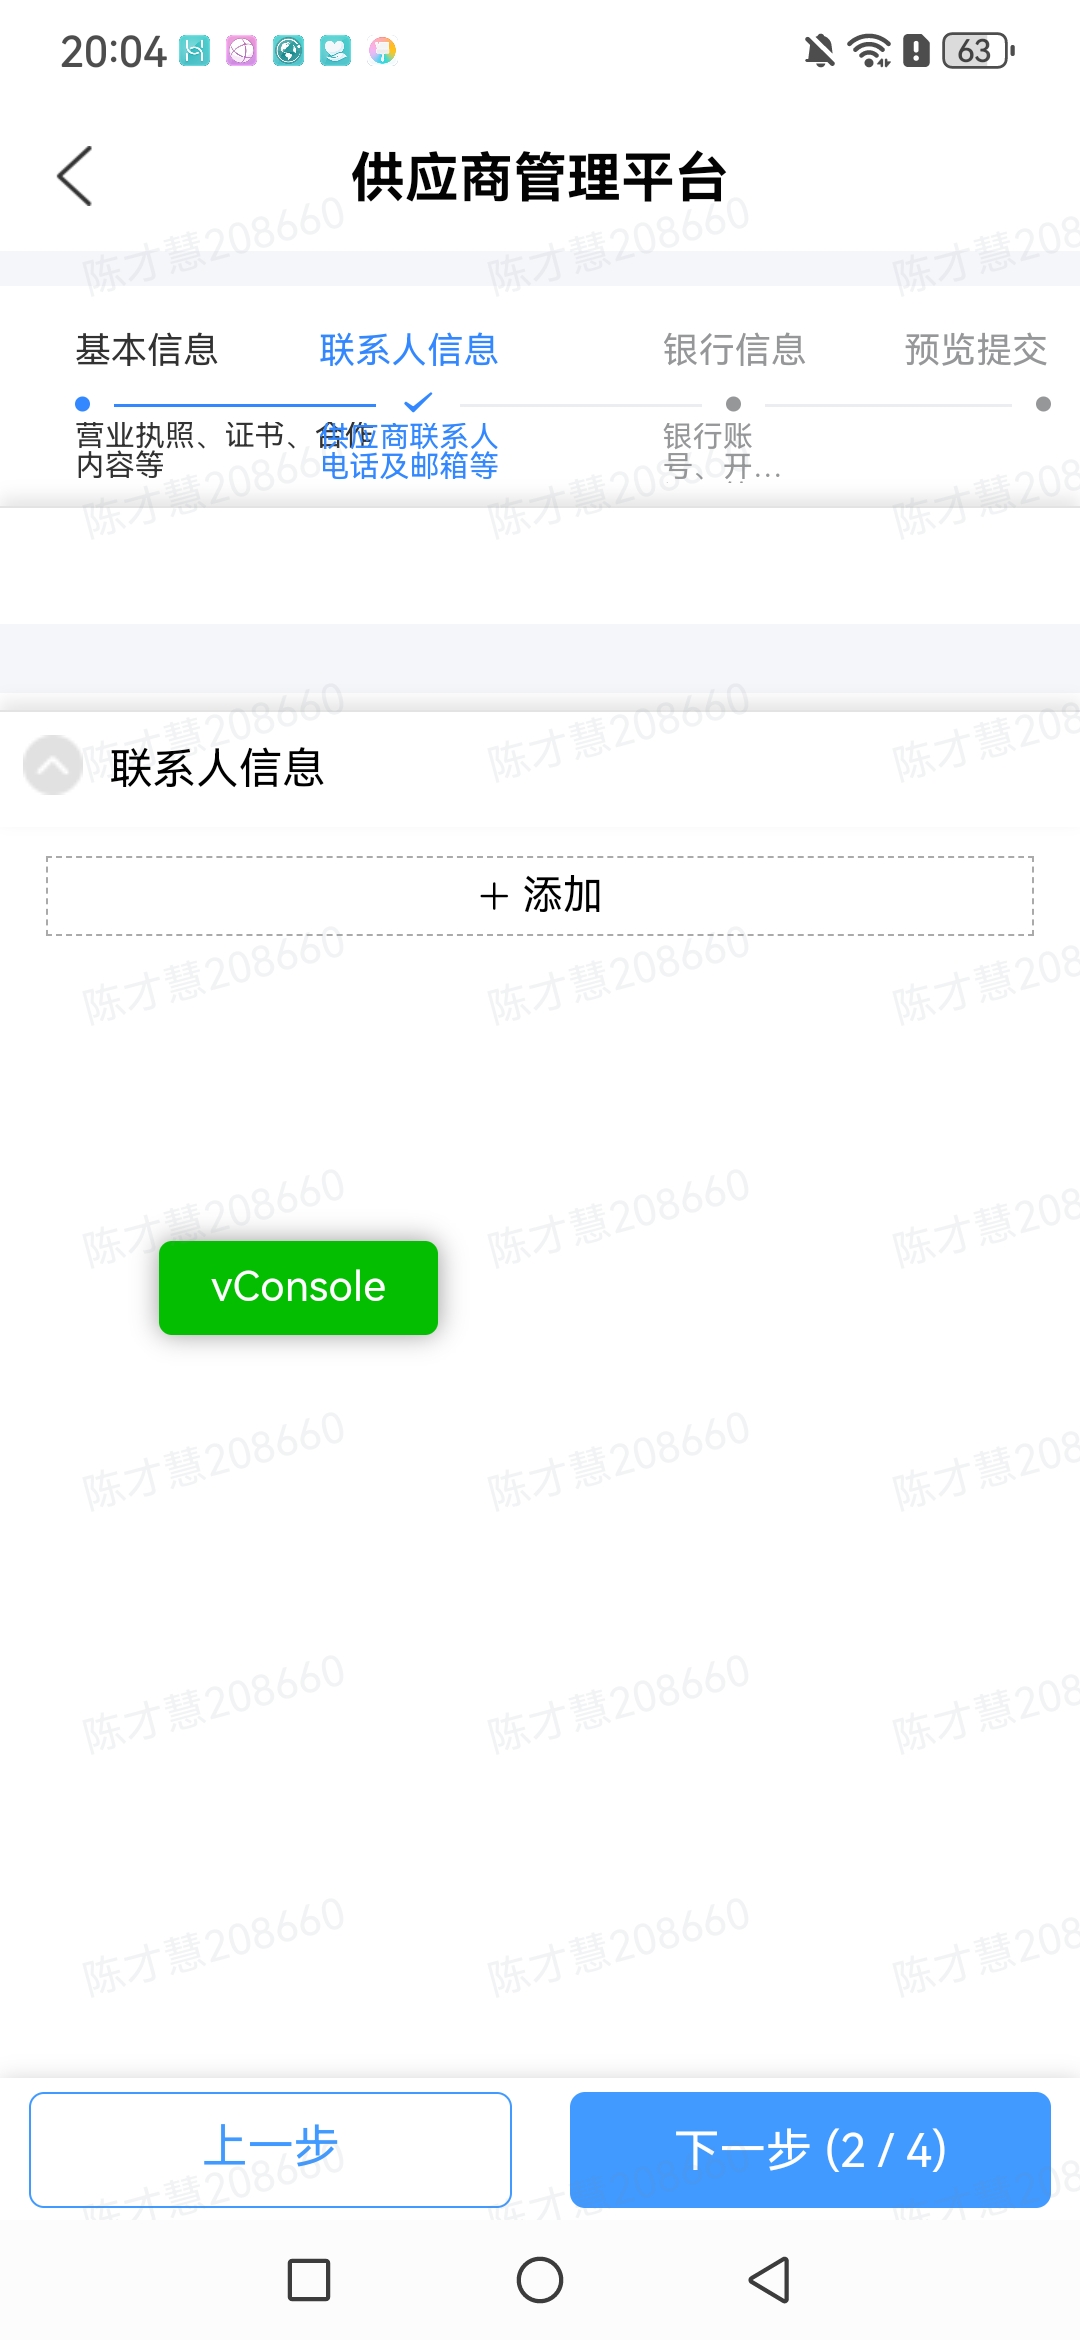 20:04 63
供应商管理平台
基本信息 联系人信息 银行信息 预览提交
营业执照、证书、合作 供应商联系人 银行账
内容等 电话及邮箱等 号、开...
联系人信息
+ 添加
vConsole
上一步 下一步 (2 / 4)
陈才慧208660